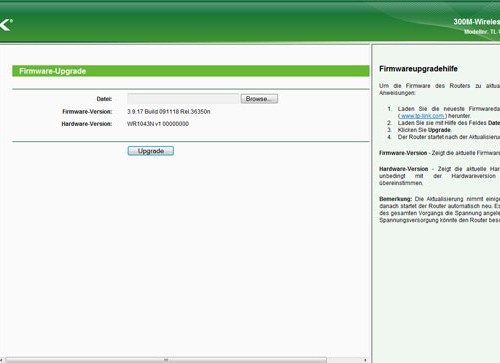 K®
300M-Wireles
Modellnr. TL-
Firmware-Upgrade
Datei:
Browse...
Firmware-Version:
3.9.17 Build 091118 Rel.36350n
Hardware-Version:
WR1043N v1 00000000
Upgrade
Firmwareupgradehilfe
Um die Firmware des Routers zu aktua
Anweisungen:
1. Laden Sie die neueste Firmwareda
(www.tp-link.com) herunter.
2. Laden Sie sie mit Hilfe des Feldes Date
3. Klicken Sie Upgrade.
4. Der Router startet nach der Aktualisierun
Firmware-Version - Zeigt die aktuelle Firmware
Hardware-Version - Zeigt die aktuelle Har
unbedingt mit der Hardwareversion
übereinstimmen.
Bemerkung: Die Aktualisierung nimmt einige
danach startet der Router automatisch neu. Es
des gesamten Vorgangs die Spannung angele
Spannungsversorgung könnte den Router besc